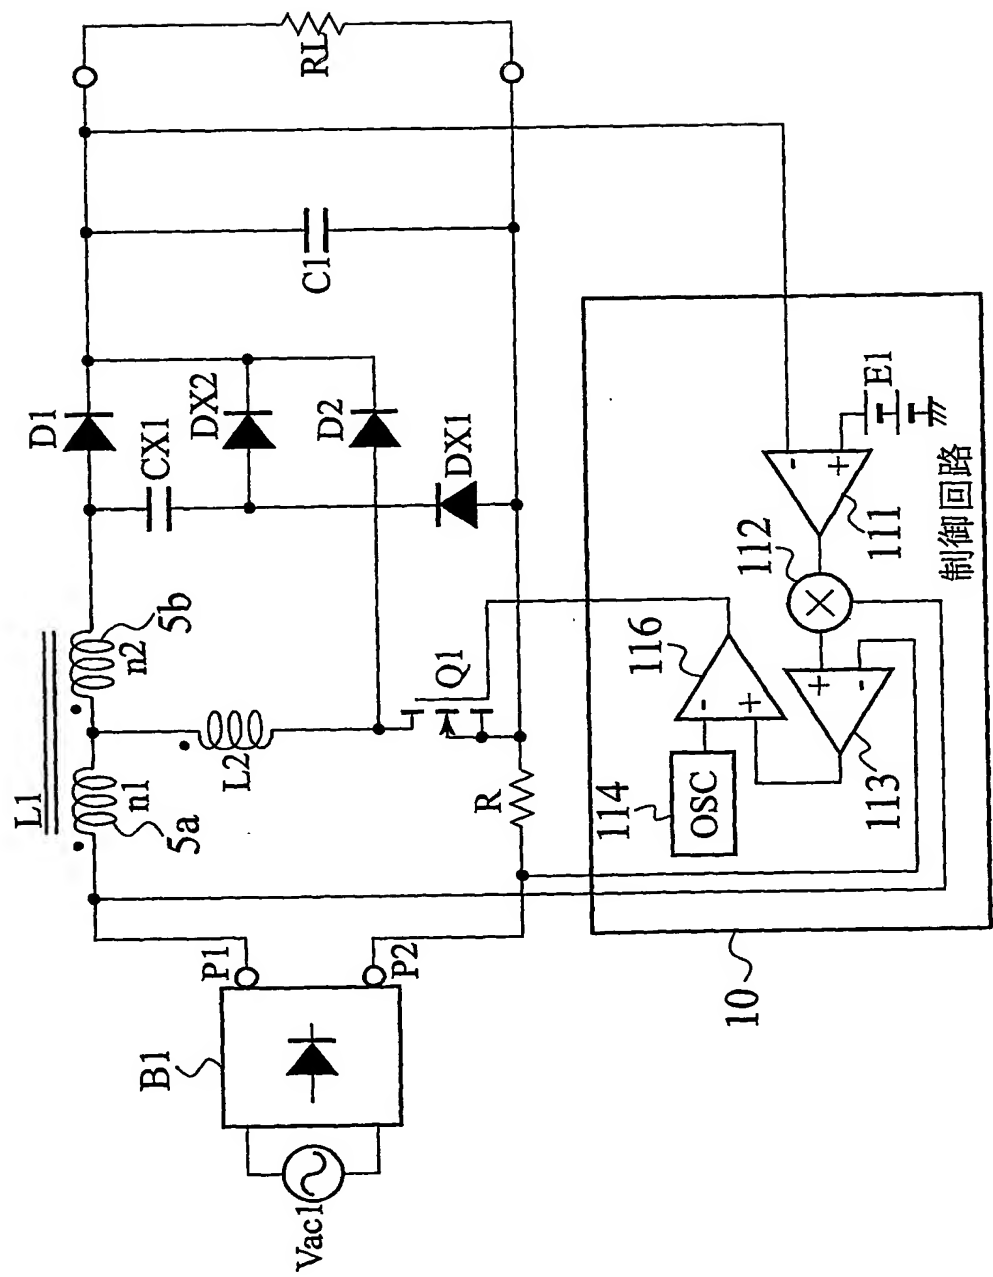 Vac1
B1
P1
P2
L1
5a
n1
n2
5b
L2
R
Q1
D1
CX1
DX2
D2
DX1
C1
RL
10
114
OSC
116
-
+
113
+
-
112
111
-
+
E1
制御回路